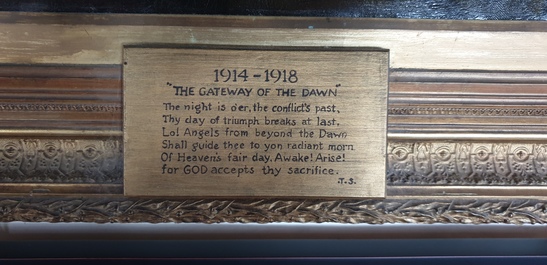 1914-1918
"THE GATEWAY OF THE DAWN"
The night is o'er, the conflict's past,
Thy day of triumph breaks at last,
Lo! Angels from beyond the Dawn
Shall guide thee to yon radiant morn
Of Heaven's fair day, Awake! Arise!
for GOD accepts thy sacrifice.
.T.S.